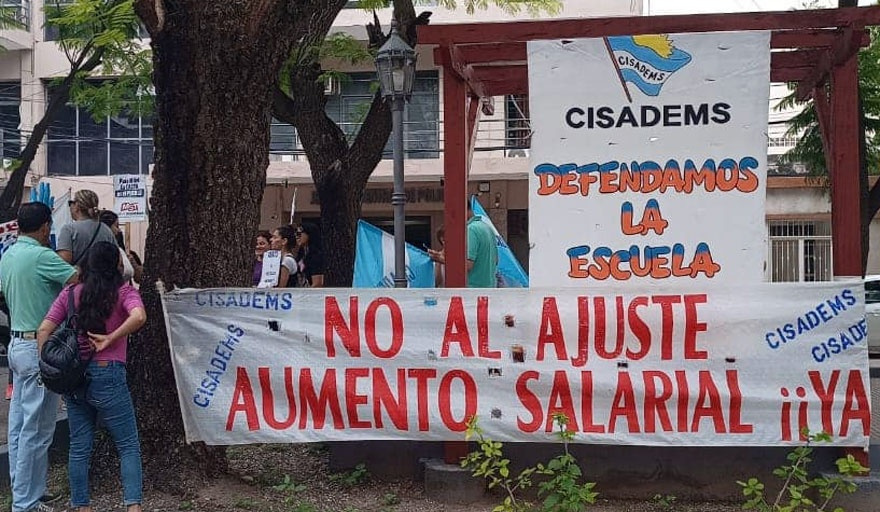 CISADEMS
CISADEMS
DEFENDAMOS
LA
ESCUELA
CISADEMS
CISADEMS
NO AL AJUSTE
AUMENTO SALARIAL ¡¡YA
CISADEMS
CISADEMS